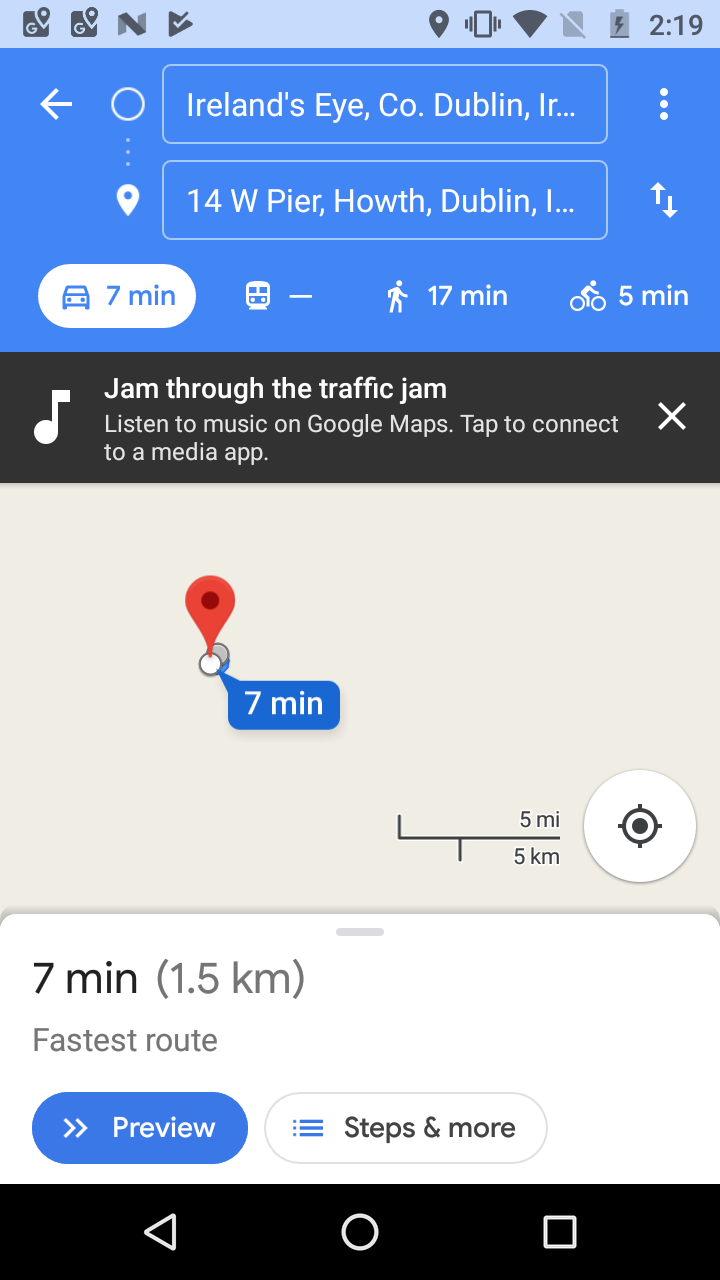 2:19
Ireland's Eye, Co. Dublin, Ir...
14 W Pier, Howth, Dublin, I...
7 min
—
17 min
5 min
Jam through the traffic jam
Listen to music on Google Maps. Tap to connect
to a media app.
7 min
5 mi
5 km
7 min (1.5 km)
Fastest route
Preview
Steps & more